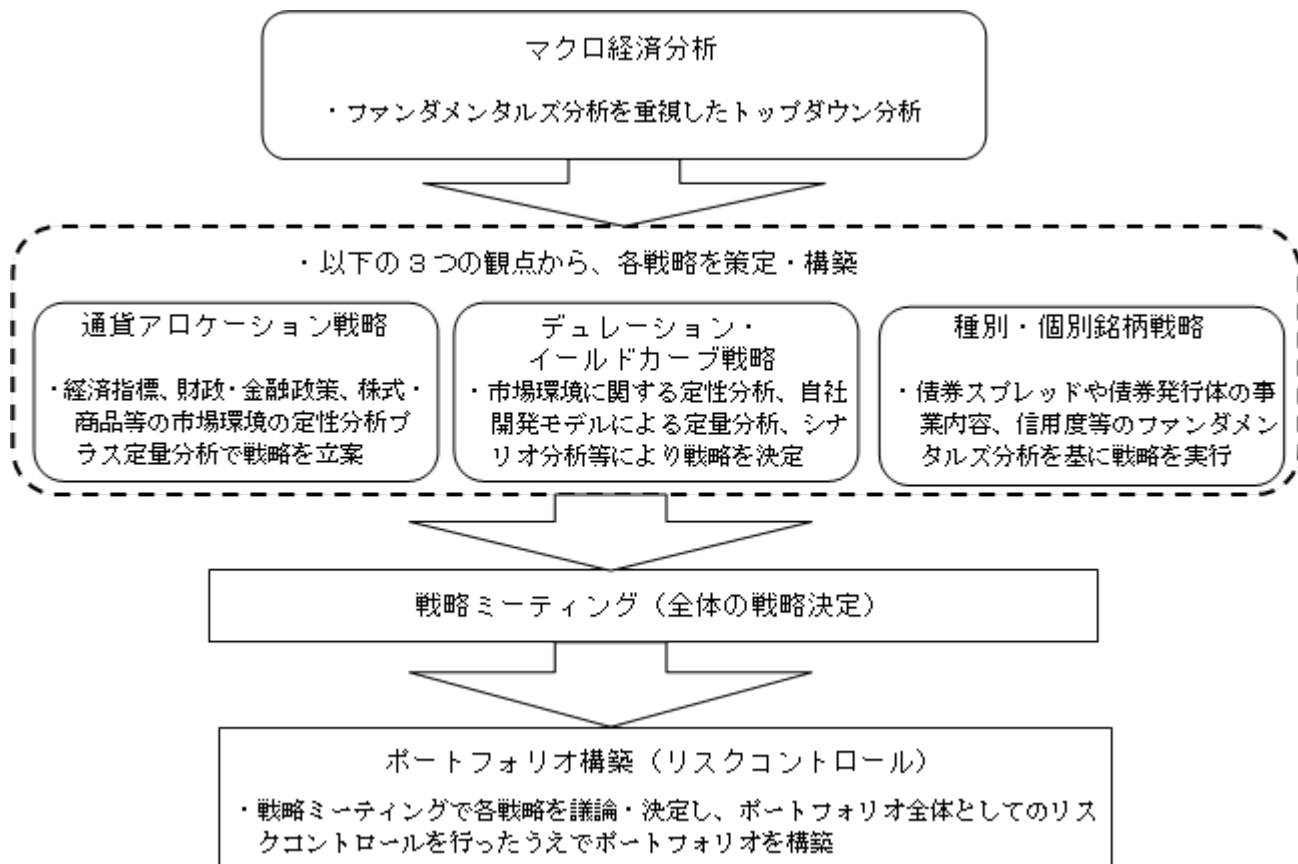 マクロ経済分析
・ファンダメンタルズ分析を重視したトップダウン分析
・以下の３つの観点から、各戦略を策定・構築
通貨アロケーション戦略
・経済指標、財政・金融政策、株式・
商品等の市場環境の定性分析プ
ラス定量分析で戦略を立案
デュレーション・
イールドカーブ戦略
・市場環境に関する定性分析、自社
開発モデルによる定量分析、シナ
リオ分析等により戦略を決定
種別・個別銘柄戦略
・債券スプレッドや債券発行体の事
業内容、信用度等のファンダメン
タルズ分析を基に戦略を実行
戦略ミーティング（全体の戦略決定）
ポートフォリオ構築（リスクコントロール）
・戦略ミーティングで各戦略を議論・決定し、ポートフォリオ全体としてのリス
クコントロールを行ったうえでポートフォリオを構築